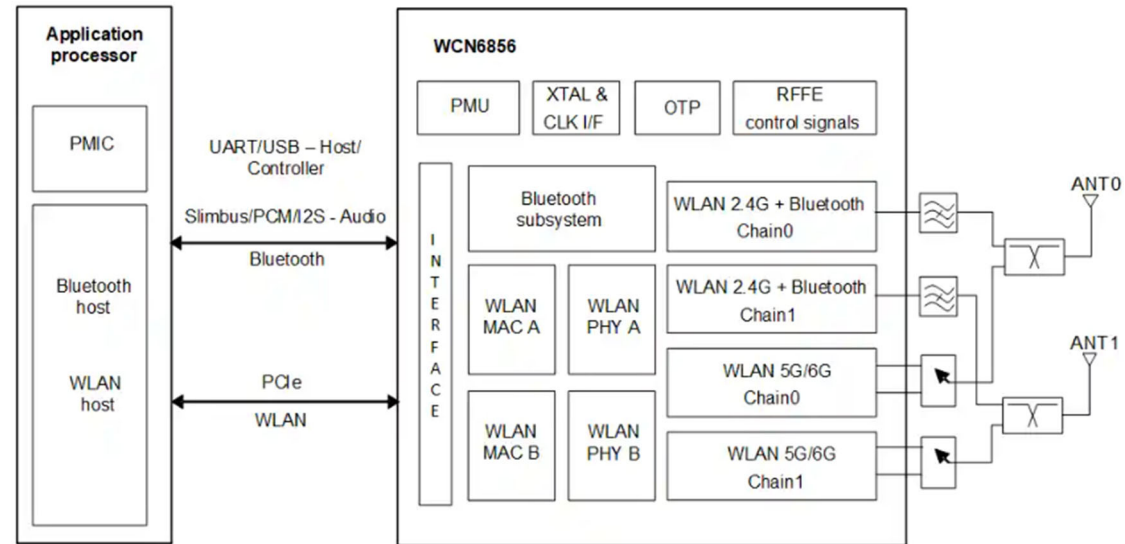 Application
processor
PMIC
Bluetooth
host
WLAN
host
UART/USB – Host/
Controller
Slimbus/PCM/I2S - Audio
Bluetooth
PCIe
WLAN
WCN6856
PMU
XTAL &
CLK I/F
OTP
RFFE
control signals
INTERFACE
Bluetooth
subsystem
WLAN
MAC A
WLAN
PHY A
WLAN
MAC B
WLAN
PHY B
WLAN 2.4G + Bluetooth
Chain0
WLAN 2.4G + Bluetooth
Chain1
WLAN 5G/6G
Chain0
WLAN 5G/6G
Chain1
ANT0
ANT1